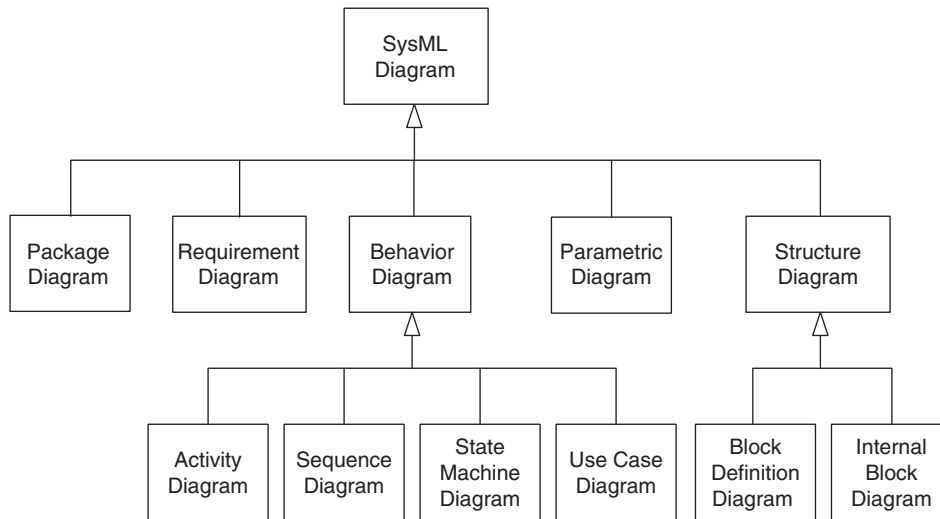 SysML
Diagram
Package
Diagram
Requirement
Diagram
Behavior
Diagram
Parametric
Diagram
Structure
Diagram
Activity
Diagram
Sequence
Diagram
State
Machine
Diagram
Use Case
Diagram
Block
Definition
Diagram
Internal
Block
Diagram